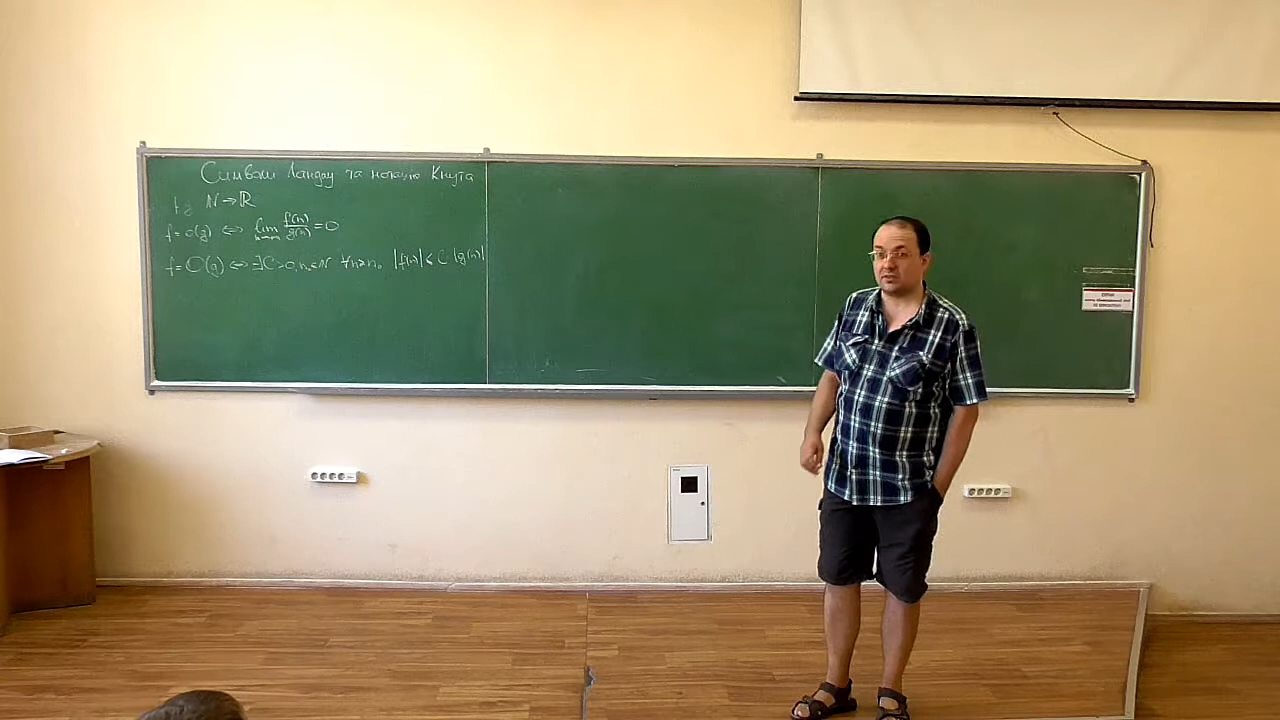 Символи Ландау та нотація Кнута
f, g N → ℝ
f = o(g) ⇔ lim n→∞ f(n)/g(n) = 0
f = O(g) ⇔ ∃C > 0, n₀ ∈ N ∀n ≥ n₀ |f(n)| ≤ C |g(n)|